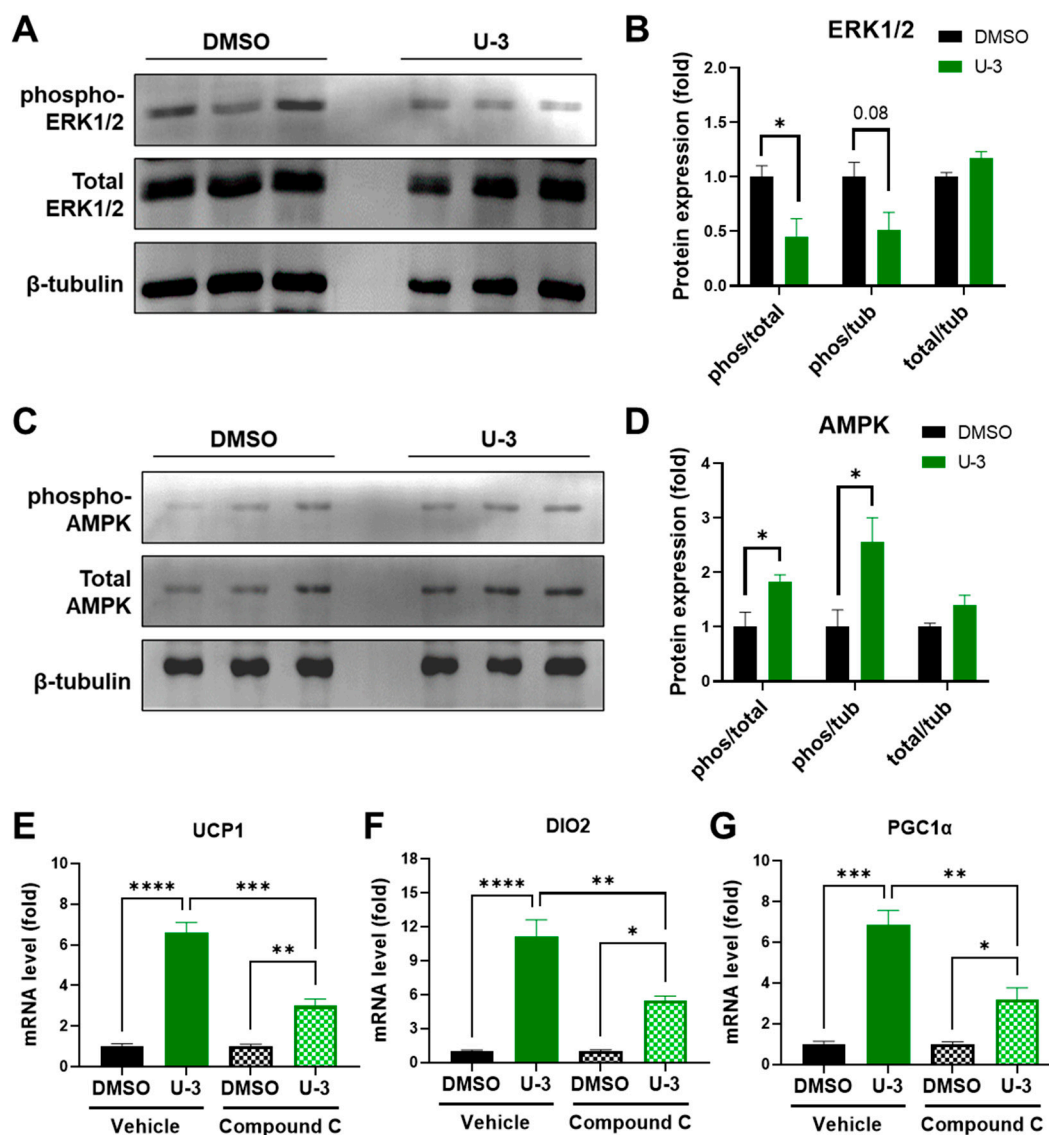 A
DMSO
U-3
phospho-
ERK1/2
Total
ERK1/2
β-tubulin
B
ERK1/2
DMSO
U-3
Protein expression (fold)
2.0
1.5
1.0
0.5
0.0
*
0.08
phos/total
phos/tub
total/tub
C
DMSO
U-3
phospho-
AMPK
Total
AMPK
β-tubulin
D
AMPK
DMSO
U-3
Protein expression (fold)
4
3
2
1
0
*
*
phos/total
phos/tub
total/tub
E
UCP1
mRNA level (fold)
10
8
6
4
2
0
****
***
**
DMSO U-3 DMSO U-3
Vehicle Compound C
F
DIO2
mRNA level (fold)
18
15
12
9
6
3
0
****
**
*
DMSO U-3 DMSO U-3
Vehicle Compound C
G
PGC1α
mRNA level (fold)
10
8
6
4
2
0
***
**
*
DMSO U-3 DMSO U-3
Vehicle Compound C